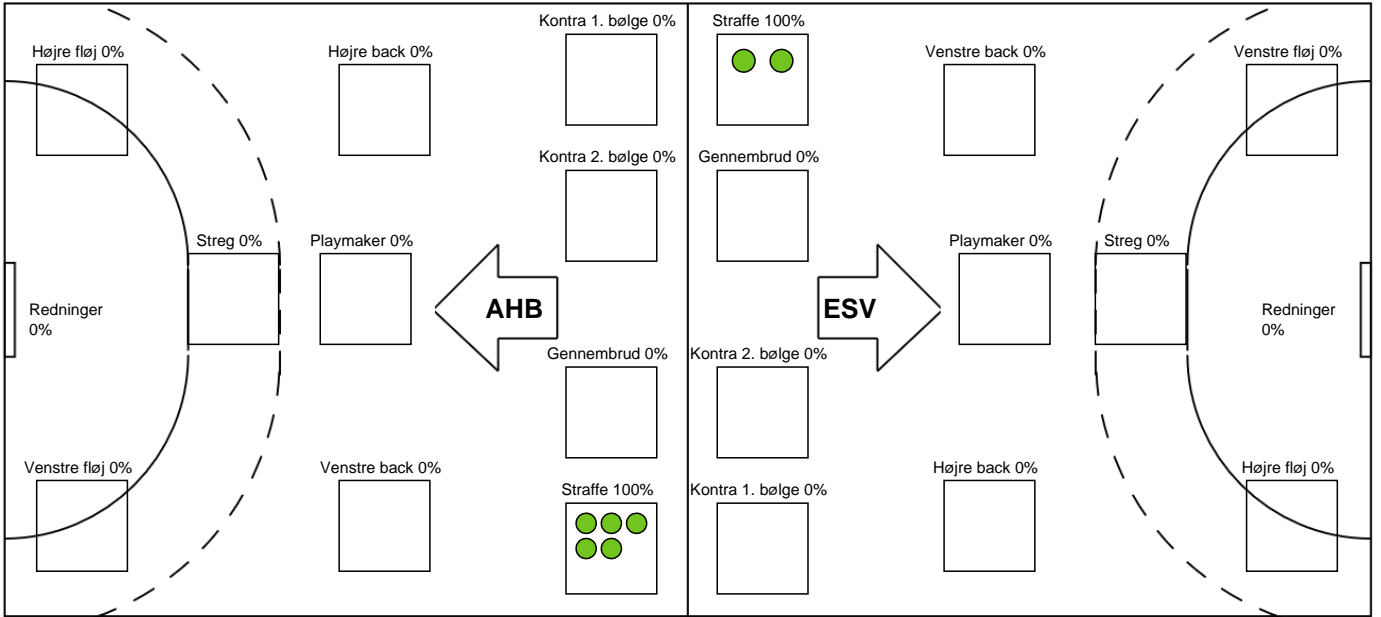 Kontra 1. bølge 0%
Straffe 100%
Højre fløj 0%
Højre back 0%
Venstre back 0%
Venstre fløj 0%
Kontra 2. bølge 0%
Gennembrud 0%
Streg 0%
Playmaker 0%
Playmaker 0%
Streg 0%
Redninger
0%
AHB
ESV
Redninger
0%
Gennembrud 0%
Kontra 2. bølge 0%
Venstre fløj 0%
Venstre back 0%
Højre back 0%
Højre fløj 0%
Straffe 100%
Kontra 1. bølge 0%